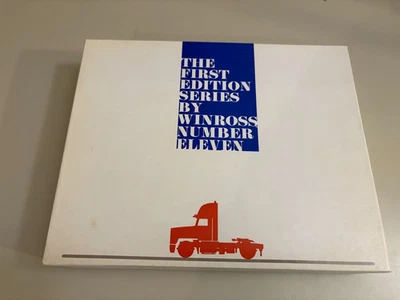 THE
FIRST
EDITION
SERIES
BY
WINROSS
NUMBER
ELEVEN